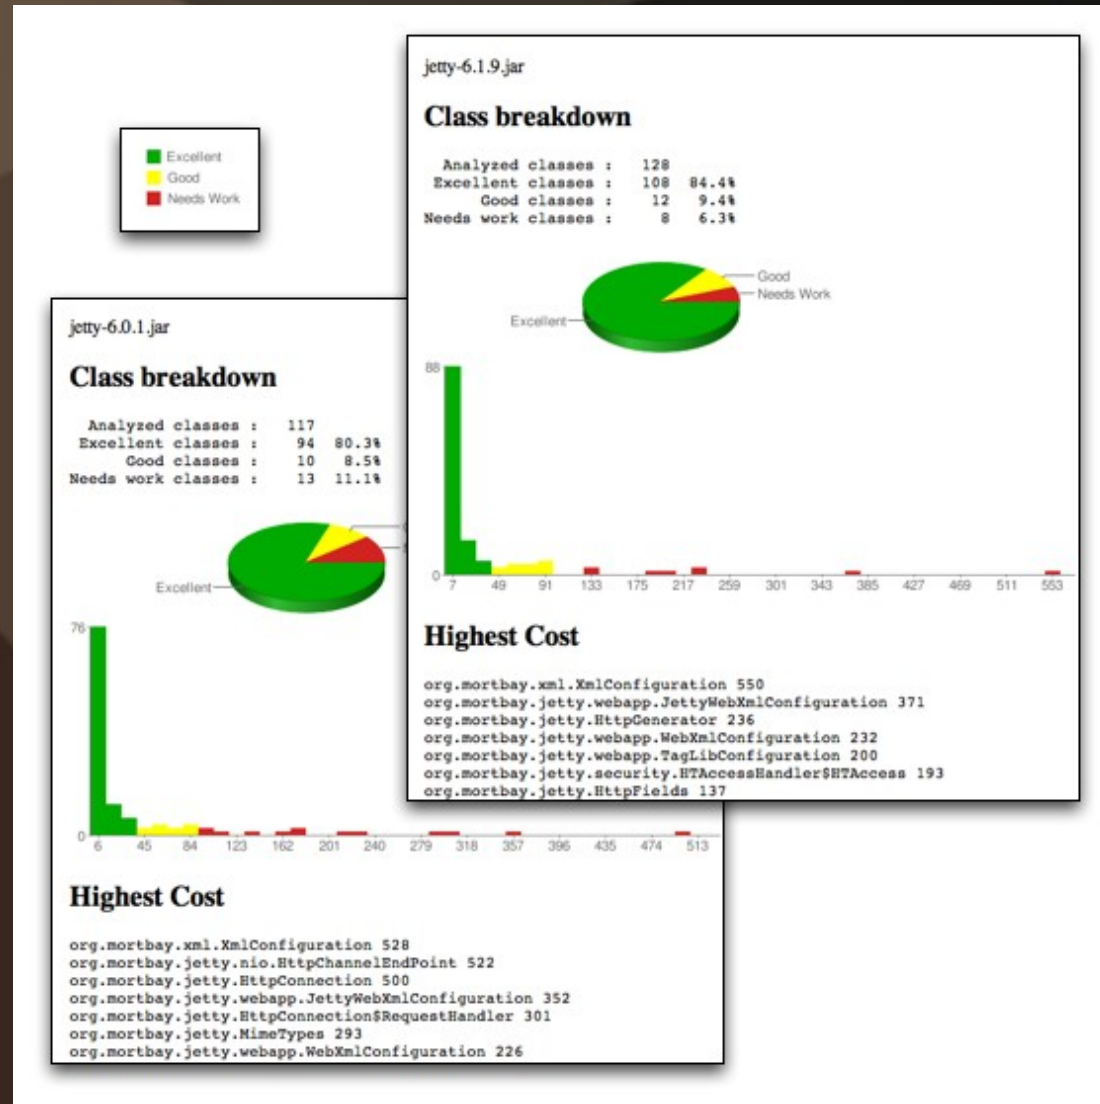 Excellent
Good
Needs Work
jetty-6.1.9.jar
Class breakdown
Analyzed classes : 128
Excellent classes : 108 84.4%
Good classes : 12 9.4%
Needs work classes : 8 6.3%
Good
Needs Work
Excellent
88
0
7 49 91 133 175 217 259 301 343 385 427 469 511 553
Highest Cost
org.mortbay.xml.XmlConfiguration 550
org.mortbay.jetty.webapp.JettyWebXmlConfiguration 371
org.mortbay.jetty.HttpGenerator 236
org.mortbay.jetty.webapp.WebXmlConfiguration 232
org.mortbay.jetty.webapp.TagLibConfiguration 200
org.mortbay.jetty.security.HTAccessHandler$HTAccess 193
org.mortbay.jetty.HttpFields 137
jetty-6.0.1.jar
Class breakdown
Analyzed classes : 117
Excellent classes : 94 80.3%
Good classes : 10 8.5%
Needs work classes : 13 11.1%
Excellent
76
0
6 45 84 123 162 201 240 279 318 357 396 435 474 513
Highest Cost
org.mortbay.xml.XmlConfiguration 528
org.mortbay.jetty.nio.HttpChannelEndPoint 522
org.mortbay.jetty.HttpConnection 500
org.mortbay.jetty.webapp.JettyWebXmlConfiguration 352
org.mortbay.jetty.HttpConnection$RequestHandler 301
org.mortbay.jetty.MimeTypes 293
org.mortbay.jetty.webapp.WebXmlConfiguration 226